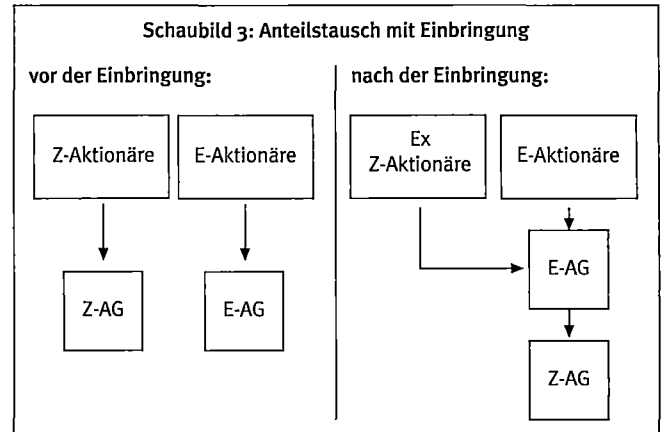 Schaubild 3: Anteilstausch mit Einbringung
vor der Einbringung:
Z-Aktionäre
E-Aktionäre
Z-AG
E-AG
nach der Einbringung:
Ex
Z-Aktionäre
E-Aktionäre
E-AG
Z-AG